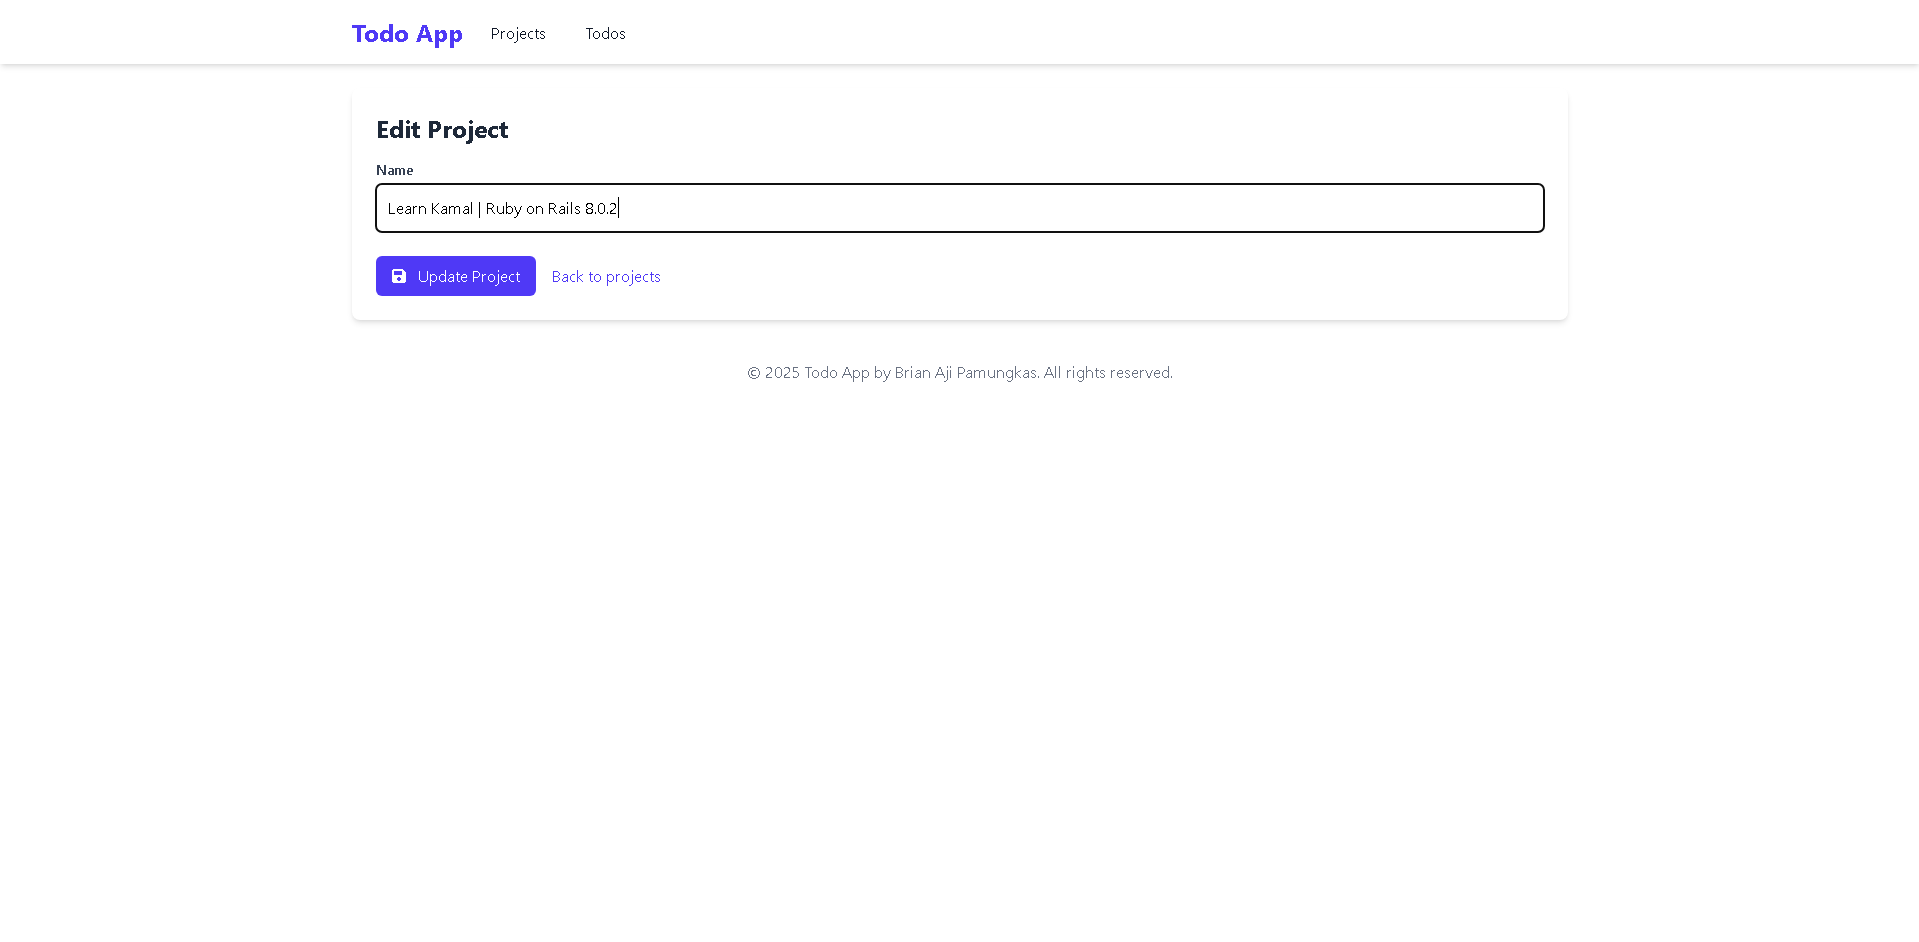 Todo App Projects Todos
Edit Project
Name
Learn Kamal | Ruby on Rails 8.0.2
Update Project Back to projects
© 2025 Todo App by Brian Aji Pamungkas. All rights reserved.